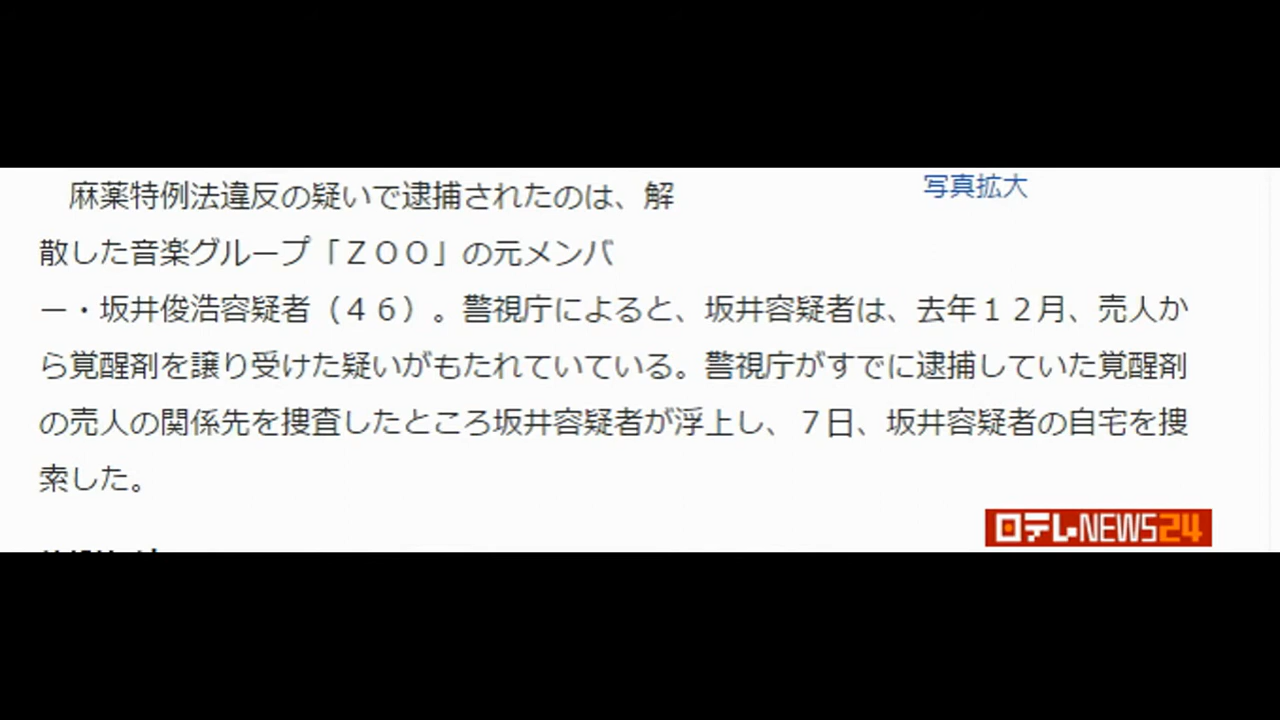 麻薬特例法違反の疑いで逮捕されたのは、解
写真拡大
散した音楽グループ「ＺＯＯ」の元メンバ
ー・坂井俊浩容疑者（４６）。警視庁によると、坂井容疑者は、去年１２月、売人か
ら覚醒剤を譲り受けた疑いがもたれていている。警視庁がすでに逮捕していた覚醒剤
の売人の関係先を捜査したところ坂井容疑者が浮上し、７日、坂井容疑者の自宅を捜
索した。
日テレNEWS24